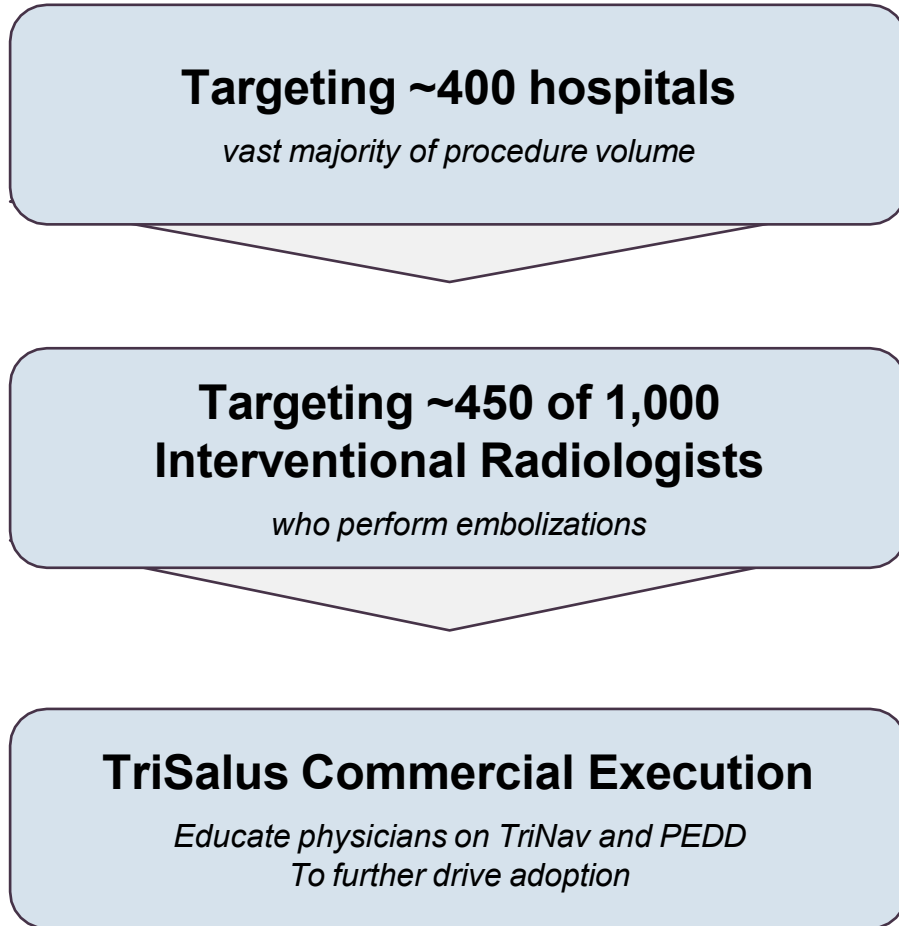 Targeting ~400 hospitals
vast majority of procedure volume
Targeting ~450 of 1,000
Interventional Radiologists
who perform embolizations
TriSalus Commercial Execution
Educate physicians on TriNav and PEDD
To further drive adoption